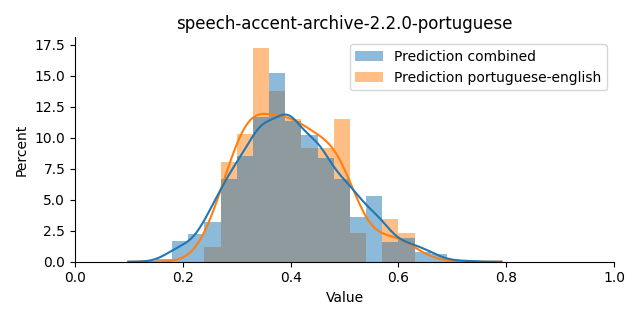 speech-accent-archive-2.2.0-portuguese
Prediction combined
Prediction portuguese-english
17.5
15.0
12.5
10.0
7.5
5.0
2.5
0.0
Percent
0.0 0.2 0.4 0.6 0.8 1.0
Value